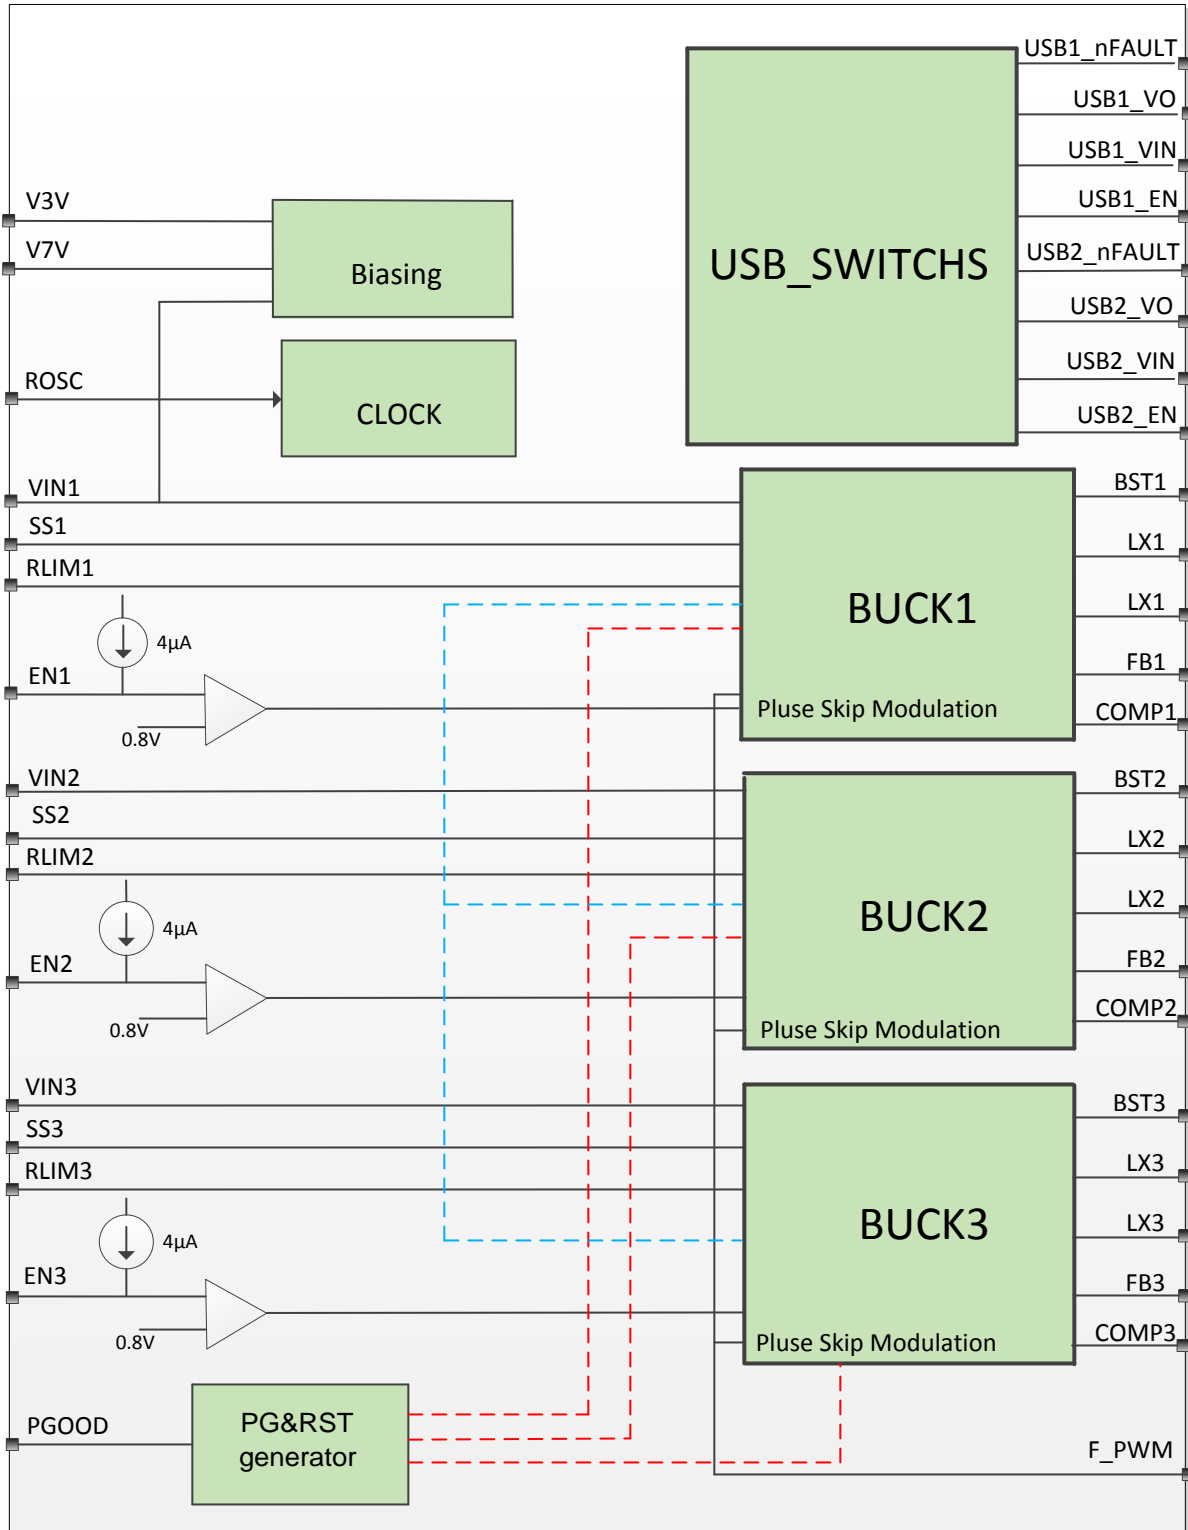 USB1_nFAULT
USB1_VO
USB1_VIN
USB1_EN
USB2_nFAULT
USB2_VO
USB2_VIN
USB2_EN
USB_SWITCHS
V3V
V7V
Biasing
ROSC
CLOCK
VIN1
SS1
RLIM1
4µA
EN1
0.8V
BUCK1
Pluse Skip Modulation
BST1
LX1
LX1
FB1
COMP1
VIN2
SS2
RLIM2
4µA
EN2
0.8V
BUCK2
Pluse Skip Modulation
BST2
LX2
LX2
FB2
COMP2
VIN3
SS3
RLIM3
4µA
EN3
0.8V
BUCK3
Pluse Skip Modulation
BST3
LX3
LX3
FB3
COMP3
PGOOD
PG&RST
generator
F_PWM